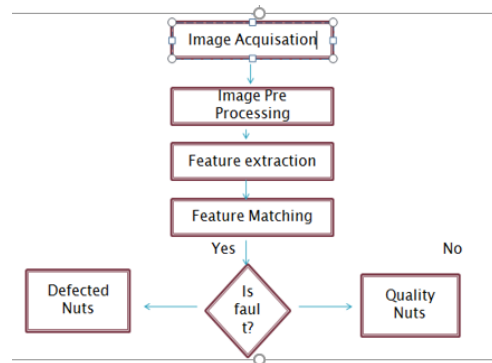 Image Acquisation
Image Pre
Processing
Feature extraction
Feature Matching
Yes
No
Defected
Nuts
Is
faul
t?
Quality
Nuts